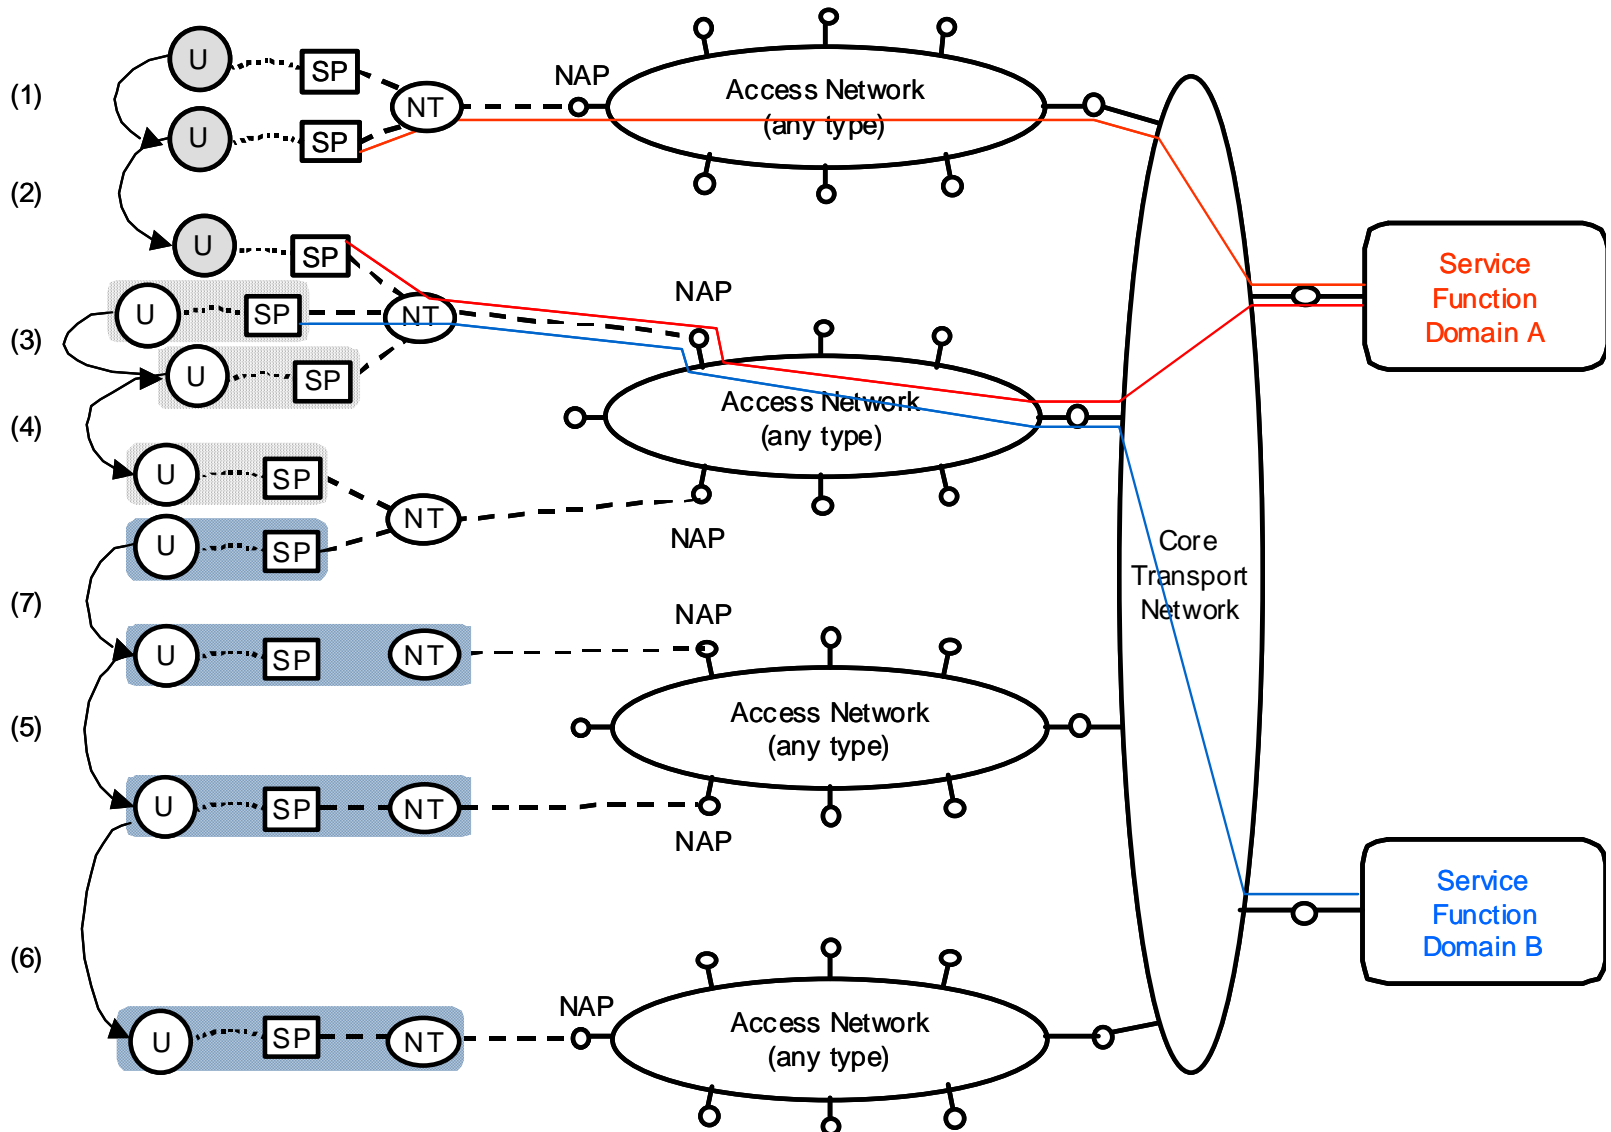 U
SP
(1)
NT
NAP
Access Network
(any type)
U
SP
(2)
U
SP
NAP
Service
Function
Domain A
U
SP
NT
(3)
U
SP
Access Network
(any type)
(4)
U
SP
NT
NAP
U
SP
Core
Transport
Network
(7)
NAP
U
SP
NT
(5)
Access Network
(any type)
U
SP
NT
NAP
Service
Function
Domain B
(6)
NAP
Access Network
(any type)
U
SP
NT